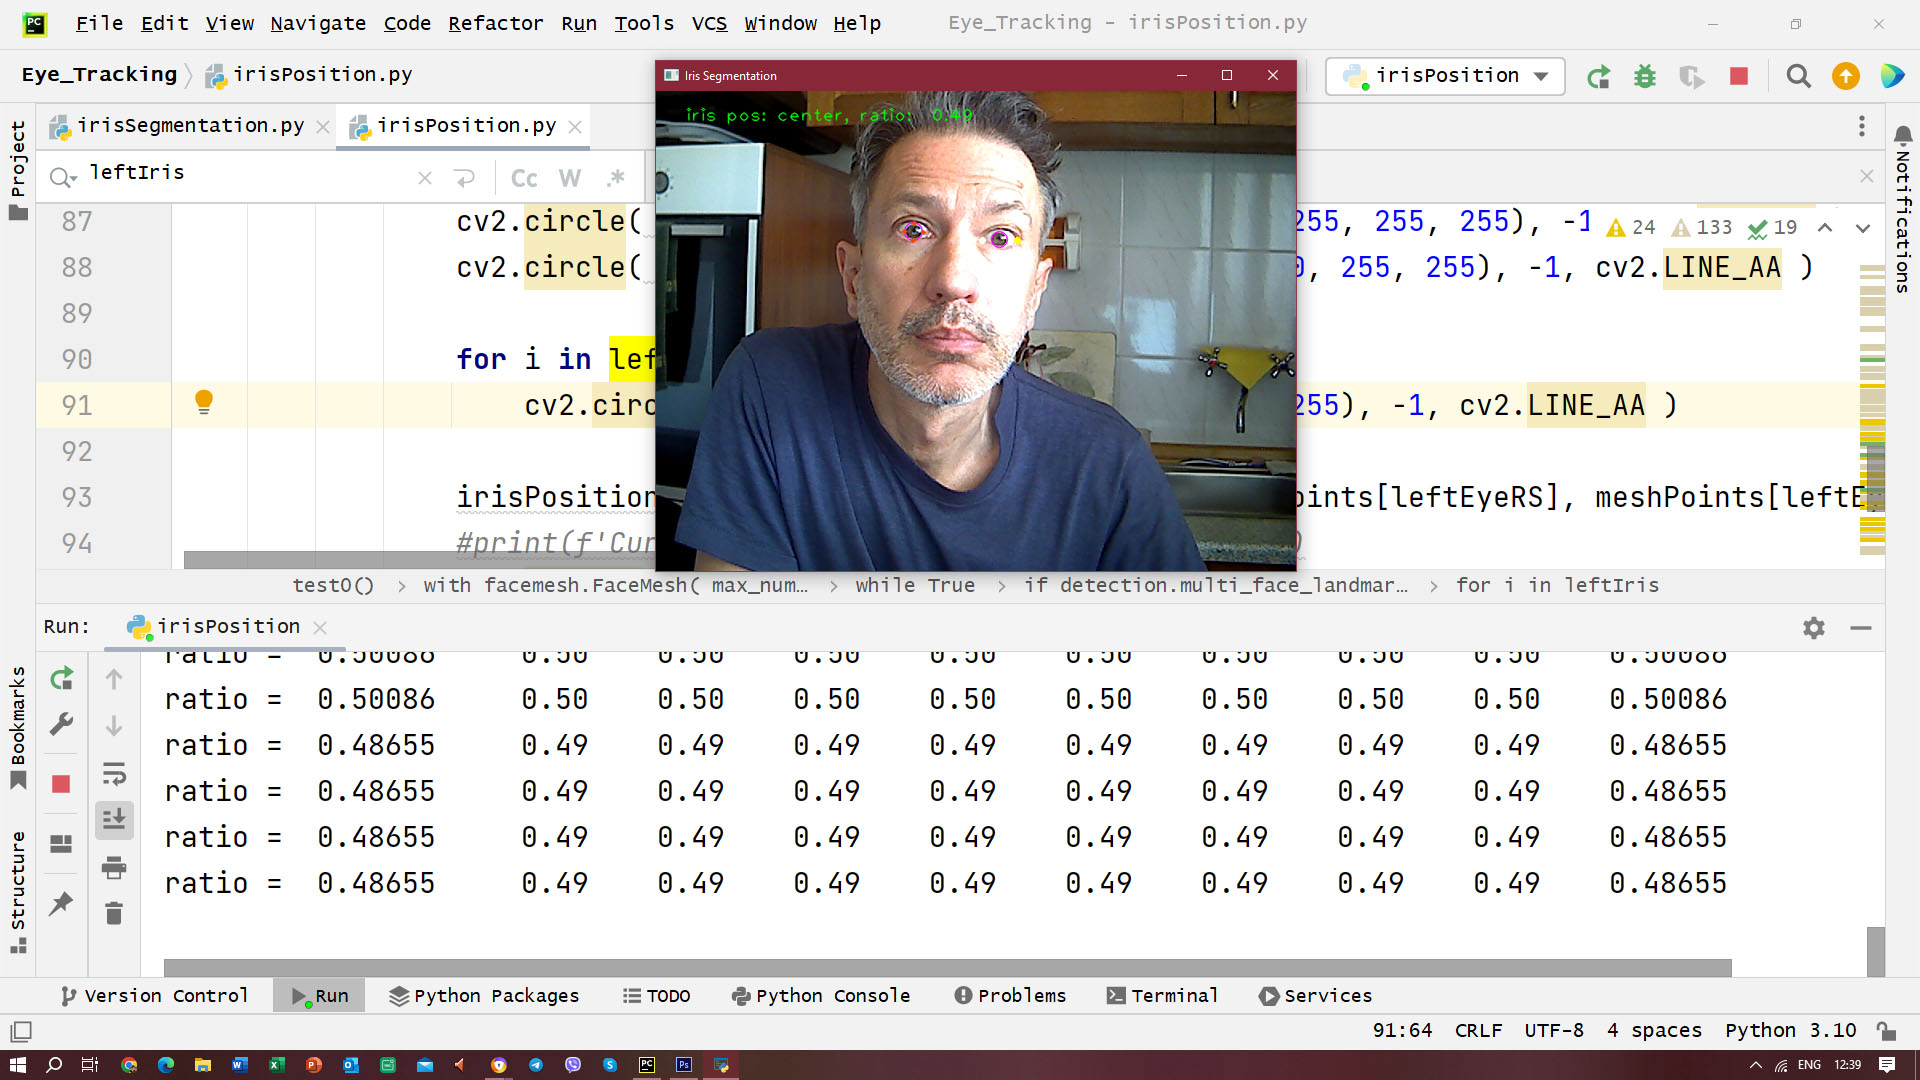 PC File Edit View Navigate Code Refactor Run Tools VCS Window Help Eye_Tracking - irisPosition.py
Eye_Tracking irisPosition.py
irisPosition
Iris Segmentation
iris pos: center, ratio: 0.49
irisSegmentation.py irisPosition.py
leftIris Cc W .*
Project
Notifications
87 cv2.circle( 255, 255, 255), -1 24 133 19
88 cv2.circle( , 255, 255), -1, cv2.LINE_AA )
89
90 for i in lef
91 cv2.circ 255), -1, cv2.LINE_AA )
92
93 irisPosition oints[leftEyeRS], meshPoints[leftE
94 #print(f'Cur )
test0() › with facemesh.FaceMesh( max_num... › while True › if detection.multi_face_landmar... › for i in leftIris
Run: irisPosition
ratio = 0.50086 0.50 0.50 0.50 0.50 0.50 0.50 0.50 0.50 0.50086
ratio = 0.50086 0.50 0.50 0.50 0.50 0.50 0.50 0.50 0.50 0.50086
ratio = 0.48655 0.49 0.49 0.49 0.49 0.49 0.49 0.49 0.49 0.48655
ratio = 0.48655 0.49 0.49 0.49 0.49 0.49 0.49 0.49 0.49 0.48655
ratio = 0.48655 0.49 0.49 0.49 0.49 0.49 0.49 0.49 0.49 0.48655
ratio = 0.48655 0.49 0.49 0.49 0.49 0.49 0.49 0.49 0.49 0.48655
Bookmarks
Structure
Version Control Run Python Packages TODO Python Console Problems Terminal Services
91:64 CRLF UTF-8 4 spaces Python 3.10
PC Ps ENG 12:39